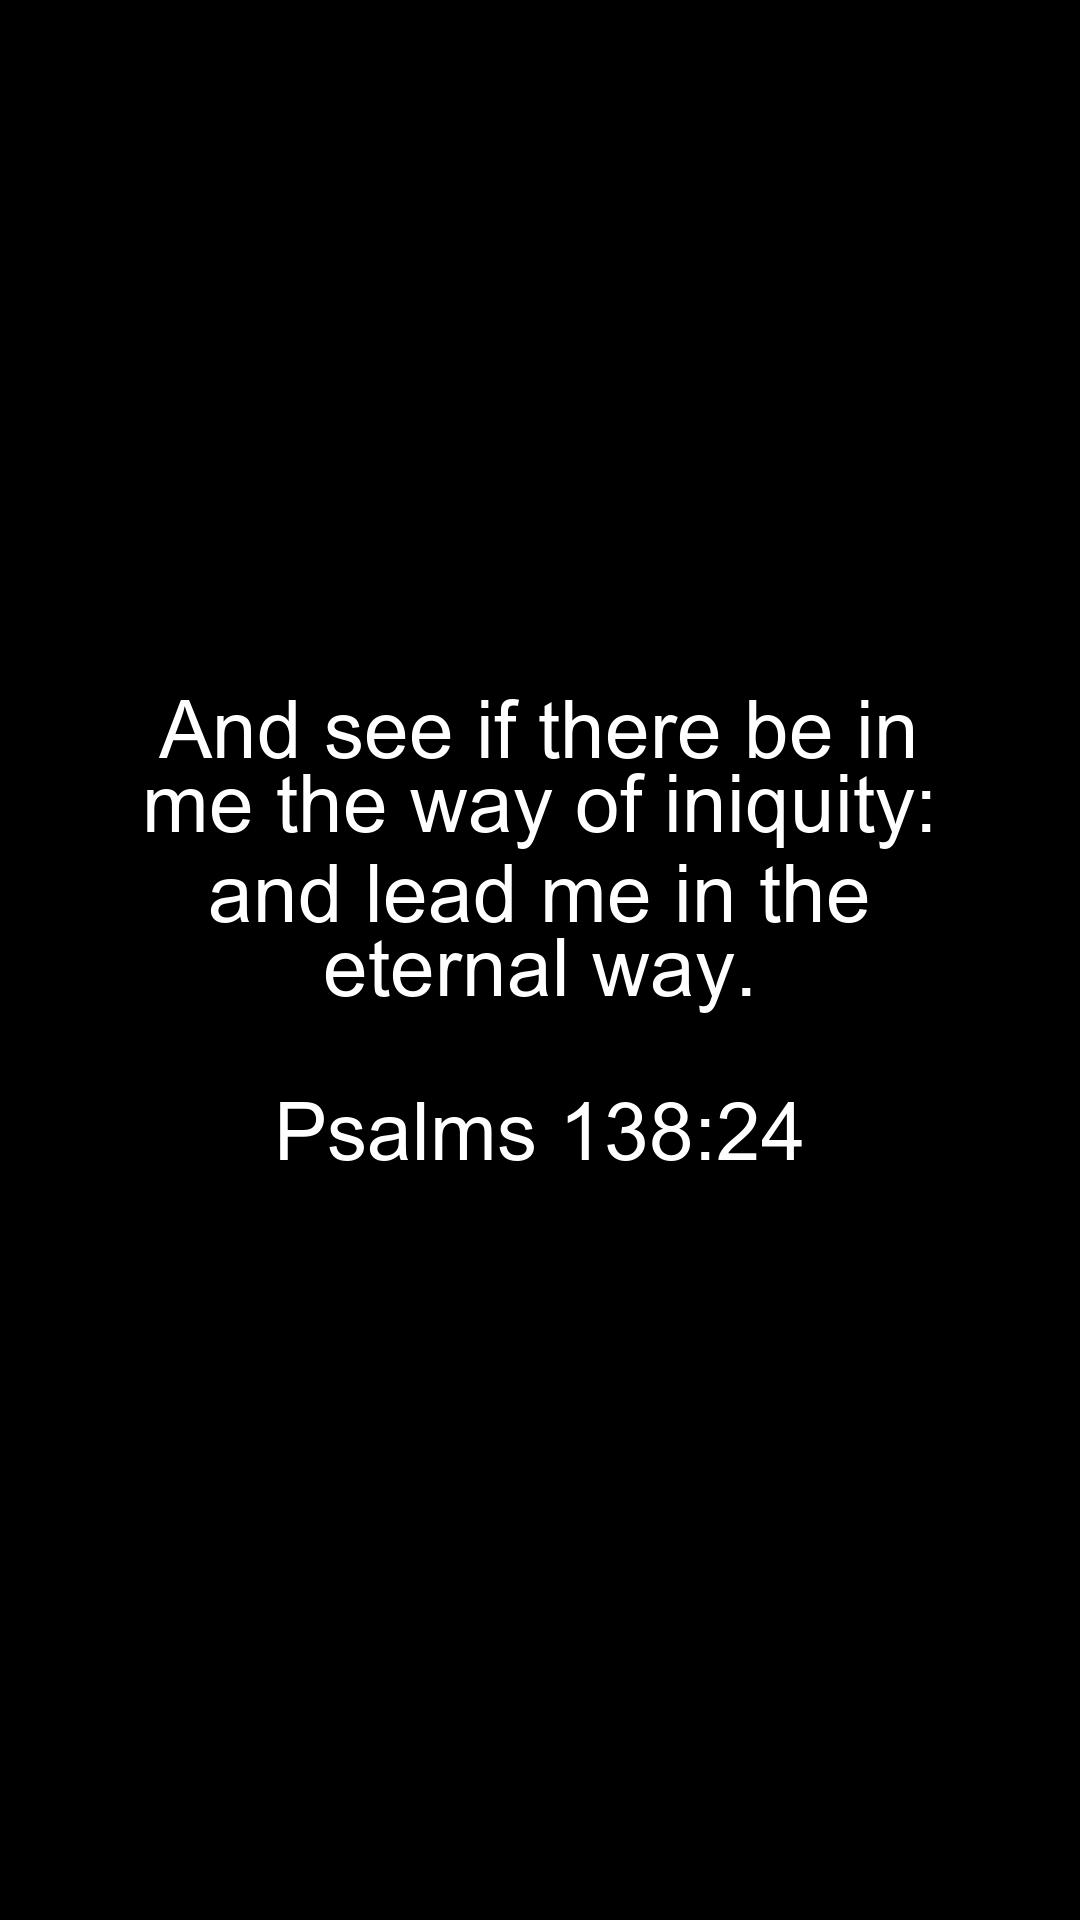 And see if there be in
me the way of iniquity:
and lead me in the
eternal way.
Psalms 138:24